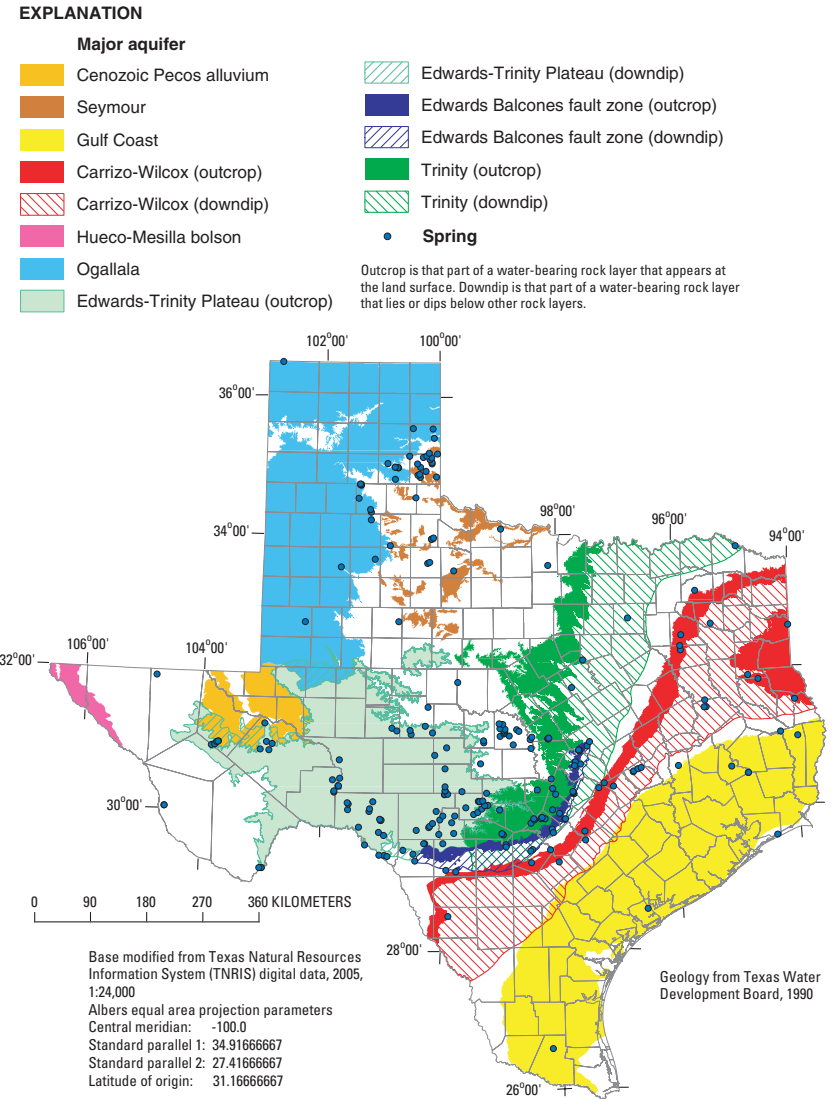 EXPLANATION
Major aquifer
Cenozoic Pecos alluvium
Seymour
Gulf Coast
Carrizo-Wilcox (outcrop)
Carrizo-Wilcox (downdip)
Hueco-Mesilla bolson
Ogallala
Edwards-Trinity Plateau (outcrop)
Edwards-Trinity Plateau (downdip)
Edwards Balcones fault zone (outcrop)
Edwards Balcones fault zone (downdip)
Trinity (outcrop)
Trinity (downdip)
Spring
Outcrop is that part of a water-bearing rock layer that appears at
the land surface. Downdip is that part of a water-bearing rock layer
that lies or dips below other rock layers.
102°00'
100°00'
36°00'
34°00'
98°00'
96°00'
94°00'
32°00'
106°00'
104°00'
30°00'
0 90 180 270 360 KILOMETERS
28°00'
26°00'
Base modified from Texas Natural Resources
Information System (TNRIS) digital data, 2005,
1:24,000
Albers equal area projection parameters
Central meridian: -100.0
Standard parallel 1: 34.91666667
Standard parallel 2: 27.41666667
Latitude of origin: 31.16666667
Geology from Texas Water
Development Board, 1990